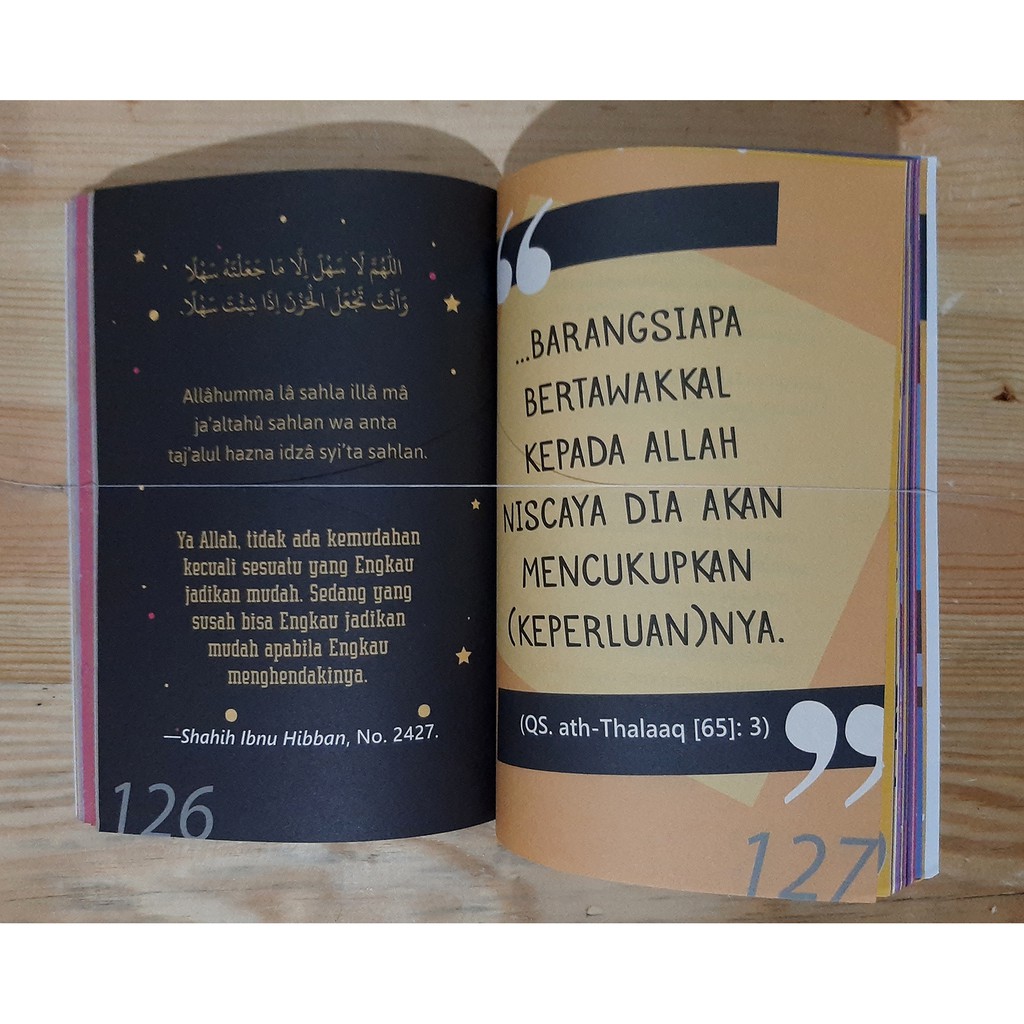 اللّٰهُمَّ لَا سَهْلَ اِلَّا مَا جَعَلْتَهُ سَهْلًا
وَاَنْتَ تَجْعَلُ الْحَزْنَ اِذَا شِئْتَ سَهْلًا.
Allâhumma lâ sahla illâ mâ
ja'altahû sahlan wa anta
taj'alul hazna idzâ syi'ta sahlan.
Ya Allah, tidak ada kemudahan
kecuali sesuatu yang Engkau
jadikan mudah. Sedang yang
susah bisa Engkau jadikan
mudah apabila Engkau
menghendakinya.
—Shahih Ibnu Hibban, No. 2427.
126
“
...BARANGSIAPA
BERTAWAKKAL
KEPADA ALLAH
NISCAYA DIA AKAN
MENCUKUPKAN
(KEPERLUAN)NYA.
(QS. ath-Thalaaq [65]: 3)
”
127